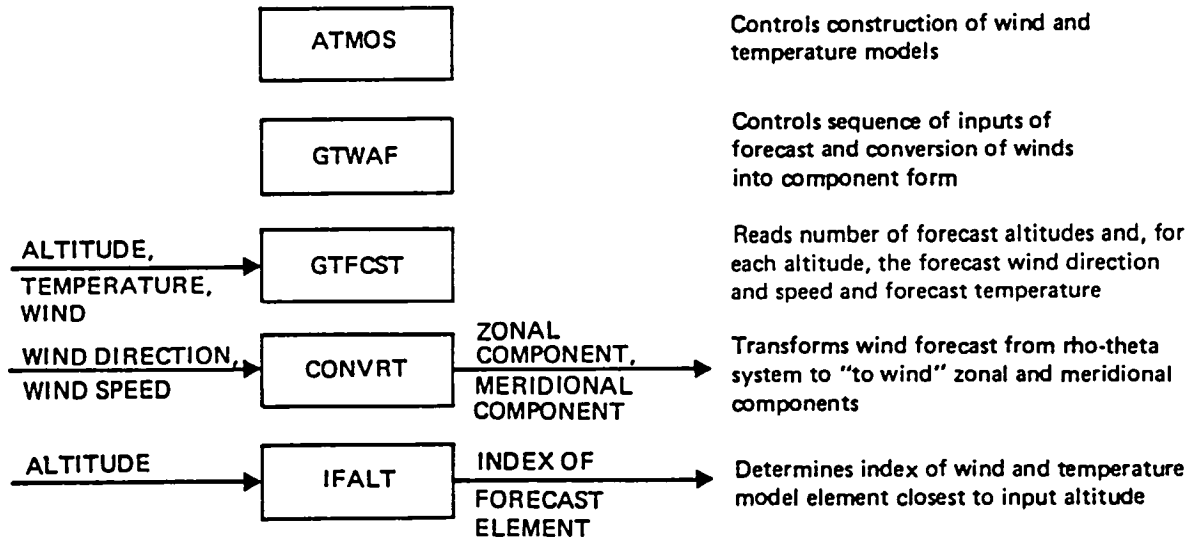 ATMOS
Controls construction of wind and
temperature models
GTWAF
Controls sequence of inputs of
forecast and conversion of winds
into component form
ALTITUDE,
TEMPERATURE,
WIND
GTFCST
Reads number of forecast altitudes and, for
each altitude, the forecast wind direction
and speed and forecast temperature
WIND DIRECTION,
WIND SPEED
CONVRT
ZONAL
COMPONENT,
MERIDIONAL
COMPONENT
Transforms wind forecast from rho-theta
system to "to wind" zonal and meridional
components
ALTITUDE
IFALT
INDEX OF
FORECAST
ELEMENT
Determines index of wind and temperature
model element closest to input altitude